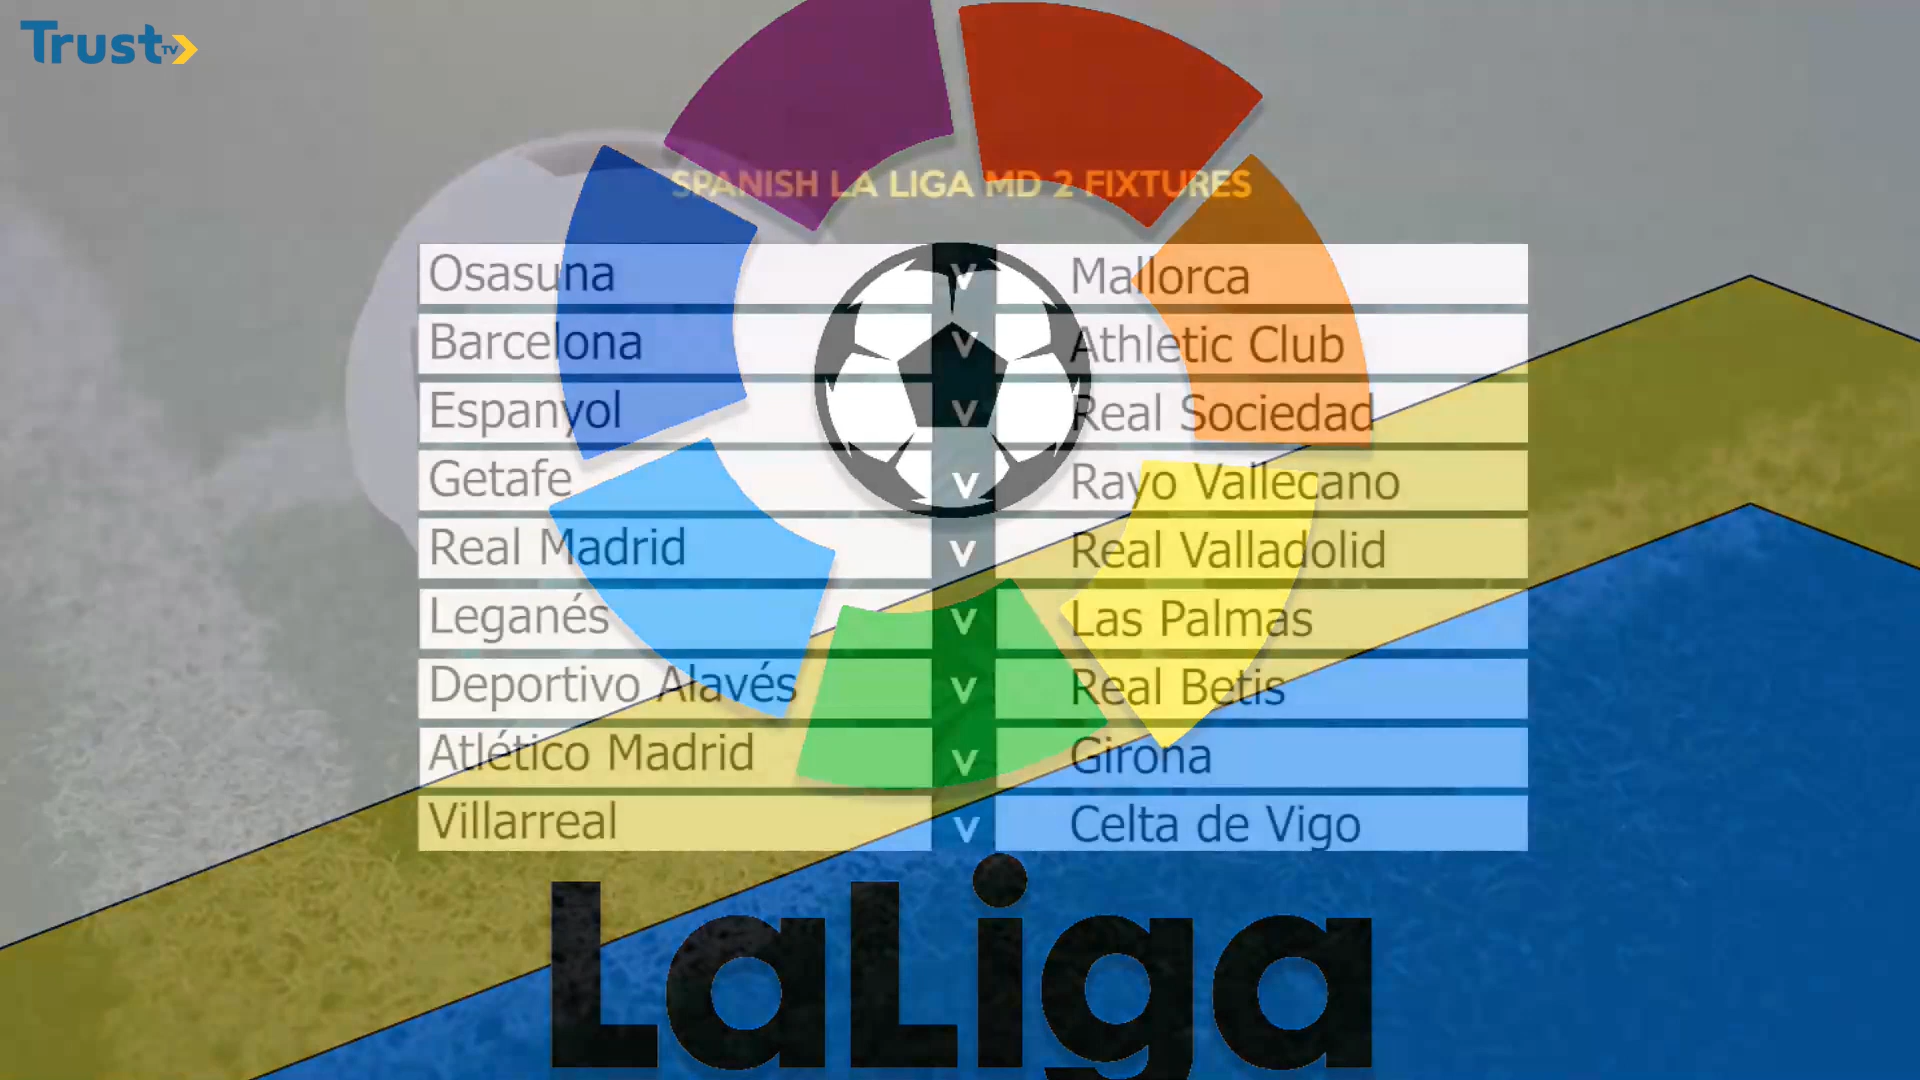 Trust TV
SPANISH LA LIGA MD 2 FIXTURES
Osasuna v Mallorca
Barcelona v Athletic Club
Espanyol v Real Sociedad
Getafe v Rayo Vallecano
Real Madrid v Real Valladolid
Leganés v Las Palmas
Deportivo Alavés v Real Betis
Atlético Madrid v Girona
Villarreal v Celta de Vigo
LaLiga